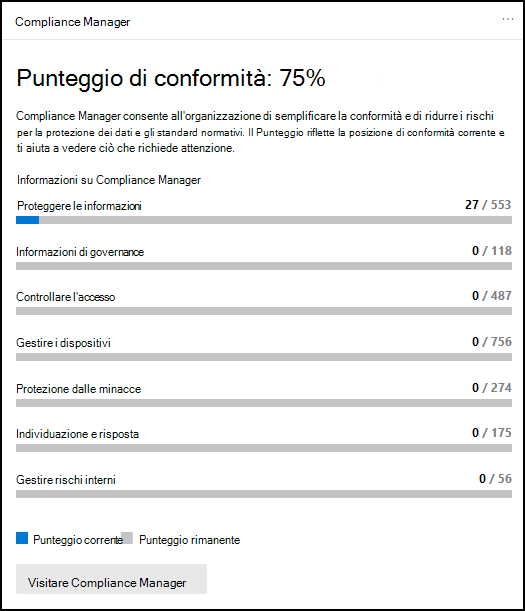 Compliance Manager
Punteggio di conformità: 75%
Compliance Manager consente all'organizzazione di semplificare la conformità e di ridurre i rischi
per la protezione dei dati e gli standard normativi. Il Punteggio riflette la posizione di conformità corrente e
ti aiuta a vedere ciò che richiede attenzione.
Informazioni su Compliance Manager
Proteggere le informazioni 27 / 553
Informazioni di governance 0 / 118
Controllare l'accesso 0 / 487
Gestire i dispositivi 0 / 756
Protezione dalle minacce 0 / 274
Individuazione e risposta 0 / 175
Gestire rischi interni 0 / 56
Punteggio corrente Punteggio rimanente
Visitare Compliance Manager